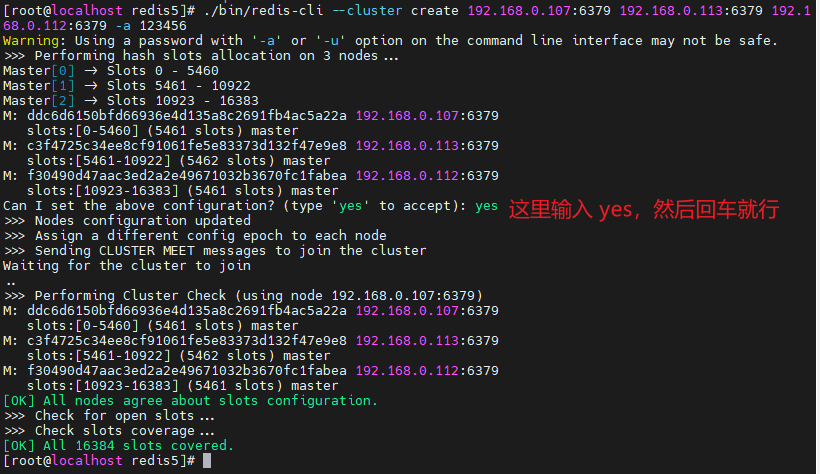 [root@localhost redis5]# ./bin/redis-cli --cluster create 192.168.0.107:6379 192.168.0.113:6379 192.1
68.0.112:6379 -a 123456
Warning: Using a password with '-a' or '-u' option on the command line interface may not be safe.
>>> Performing hash slots allocation on 3 nodes...
Master[0] -> Slots 0 - 5460
Master[1] -> Slots 5461 - 10922
Master[2] -> Slots 10923 - 16383
M: ddc6d6150bfd66936e4d135a8c2691fb4ac5a22a 192.168.0.107:6379
slots:[0-5460] (5461 slots) master
M: c3f4725c34ee8cf91061fe5e83373d132f47e9e8 192.168.0.113:6379
slots:[5461-10922] (5462 slots) master
M: f30490d47aac3ed2a2e49671032b3670fc1fabea 192.168.0.112:6379
slots:[10923-16383] (5461 slots) master
Can I set the above configuration? (type 'yes' to accept): yes 这里输入 yes，然后回车就行
>>> Nodes configuration updated
>>> Assign a different config epoch to each node
>>> Sending CLUSTER MEET messages to join the cluster
Waiting for the cluster to join
..
>>> Performing Cluster Check (using node 192.168.0.107:6379)
M: ddc6d6150bfd66936e4d135a8c2691fb4ac5a22a 192.168.0.107:6379
slots:[0-5460] (5461 slots) master
M: c3f4725c34ee8cf91061fe5e83373d132f47e9e8 192.168.0.113:6379
slots:[5461-10922] (5462 slots) master
M: f30490d47aac3ed2a2e49671032b3670fc1fabea 192.168.0.112:6379
slots:[10923-16383] (5461 slots) master
[OK] All nodes agree about slots configuration.
>>> Check for open slots...
>>> Check slots coverage...
[OK] All 16384 slots covered.
[root@localhost redis5]#